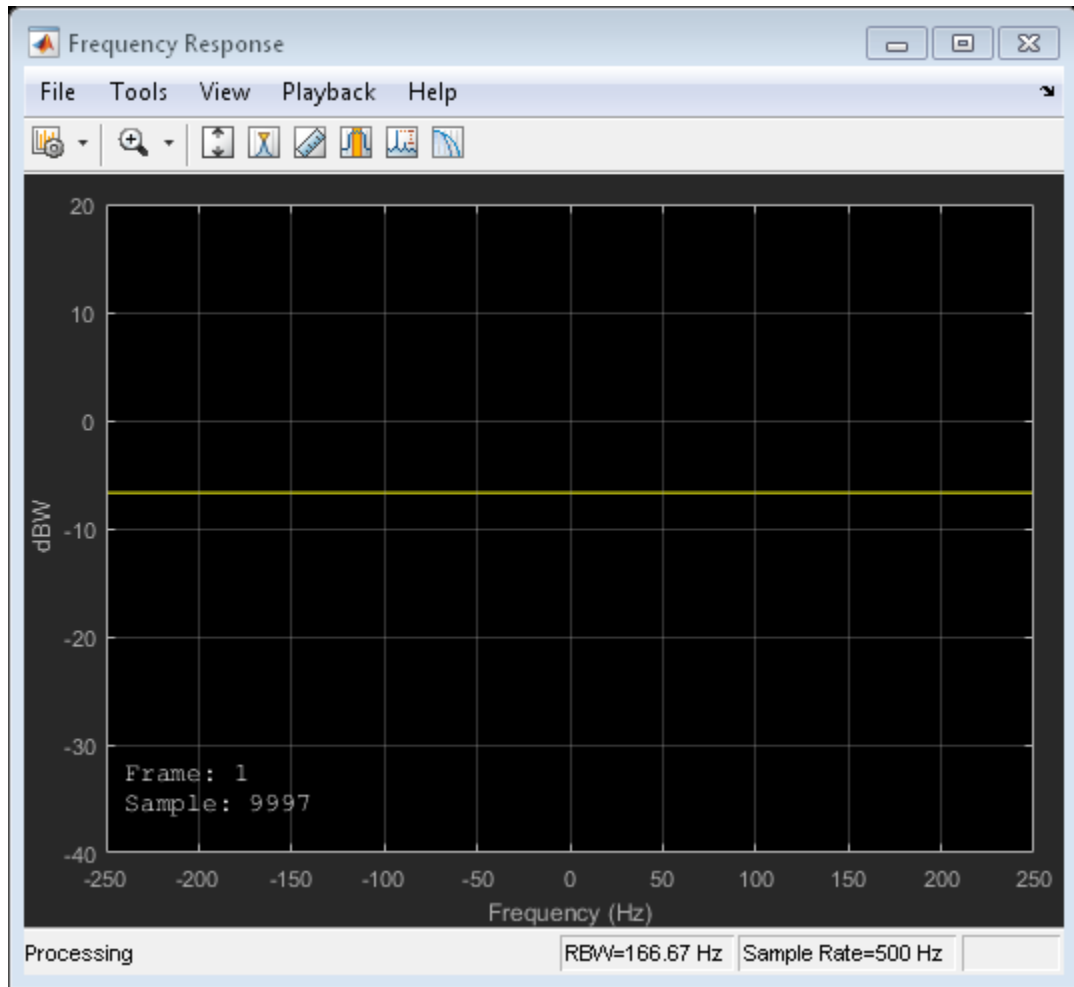 Frequency Response
File Tools View Playback Help
20
10
0
-10
-20
-30
-40
dBW
Frame: 1
Sample: 9997
-250 -200 -150 -100 -50 0 50 100 150 200 250
Frequency (Hz)
Processing RBW=166.67 Hz Sample Rate=500 Hz